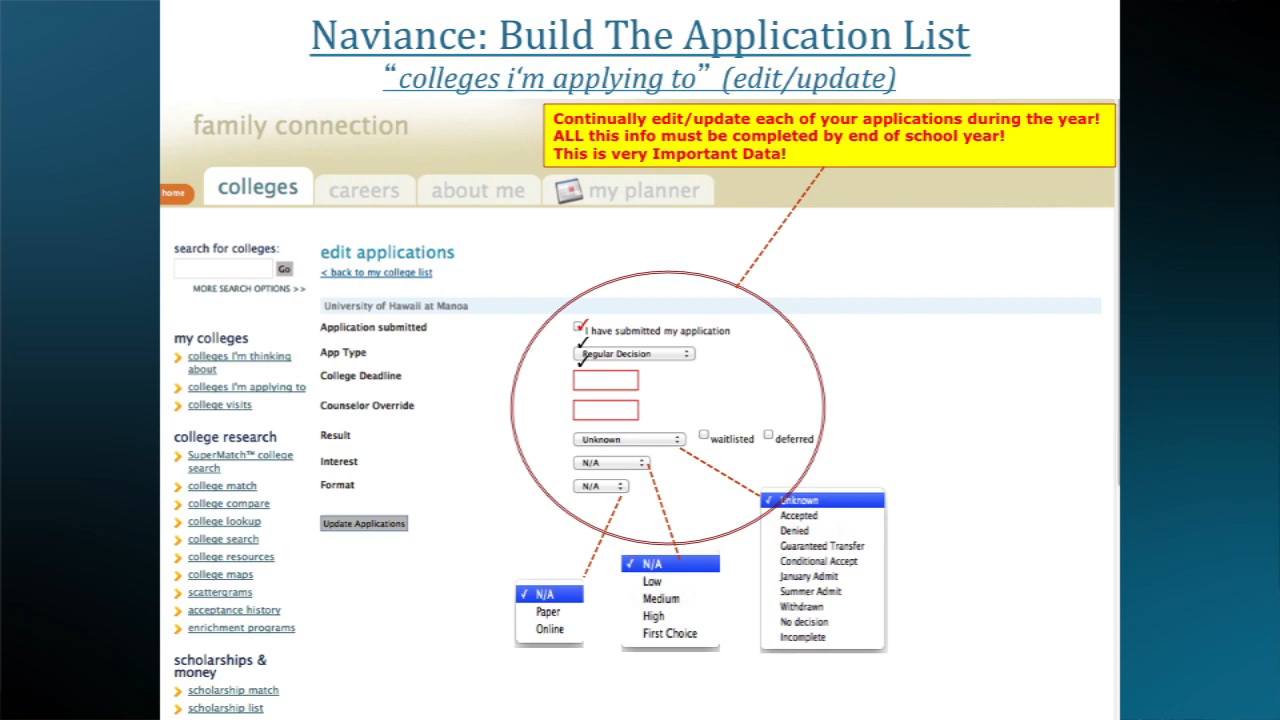 Naviance: Build The Application List
“colleges i‘m applying to” (edit/update)
family connection
Continually edit/update each of your applications during the year!
ALL this info must be completed by end of school year!
This is very Important Data!
home
colleges
careers
about me
my planner
search for colleges:
Go
MORE SEARCH OPTIONS > >
my colleges
colleges I'm thinking
about
colleges I'm applying to
college visits
college research
SuperMatch™ college
search
college match
college compare
college lookup
college search
college resources
college maps
scattergrams
acceptance history
enrichment programs
scholarships &
money
scholarship match
scholarship list
edit applications
< back to my college list
University of Hawaii at Manoa
Application submitted
I have submitted my application
App Type
Regular Decision
College Deadline
Counselor Override
Result
Unknown
waitlisted
deferred
Interest
N/A
Format
N/A
Update Applications
✓ N/A
Paper
Online
✓ N/A
Low
Medium
High
First Choice
✓ Unknown
Accepted
Denied
Guaranteed Transfer
Conditional Accept
January Admit
Summer Admit
Withdrawn
No decision
Incomplete